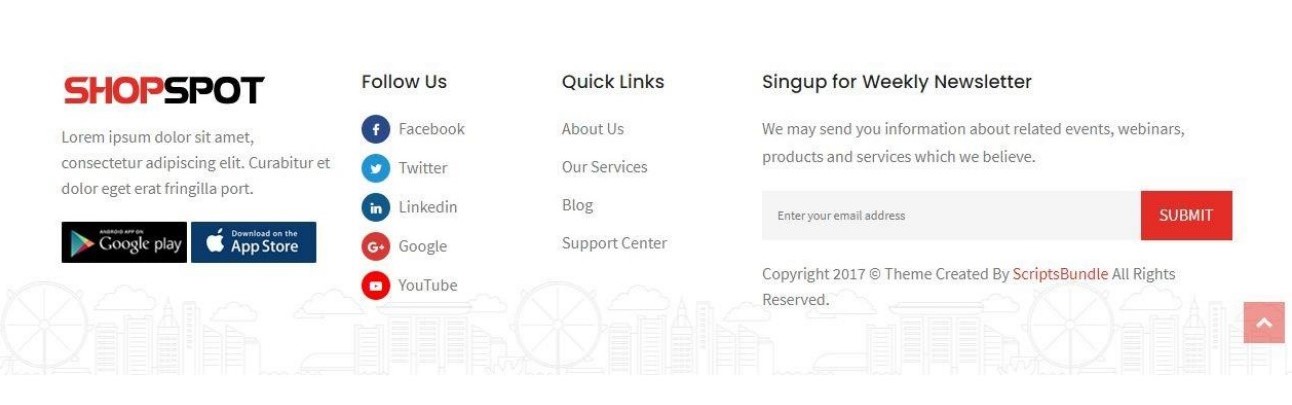 SHOPSPOT
Lorem ipsum dolor sit amet,
consectetur adipiscing elit. Curabitur et
dolor eget erat fringilla port.
ANDROID APP ON
Google play
Download on the
App Store
Follow Us
Facebook
Twitter
Linkedin
Google
YouTube
Quick Links
About Us
Our Services
Blog
Support Center
Singup for Weekly Newsletter
We may send you information about related events, webinars,
products and services which we believe.
Enter your email address
SUBMIT
Copyright 2017 © Theme Created By ScriptsBundle All Rights
Reserved.